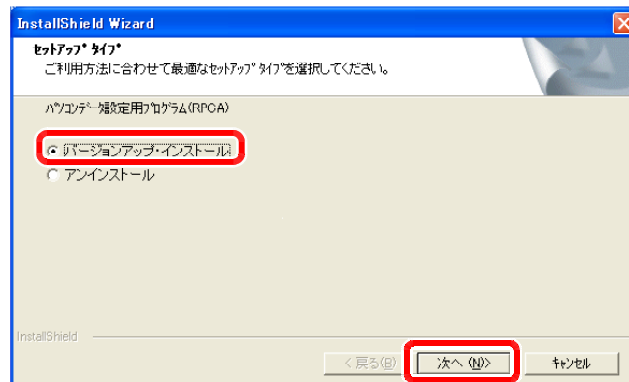 InstallShield Wizard
ｾｯﾄｱｯﾌﾟ ﾀｲﾌﾟ
ご利用方法に合わせて最適なｾｯﾄｱｯﾌﾟ ﾀｲﾌﾟを選択してください。
ﾊﾟｿｺﾝﾃﾞｰﾀ設定用ﾌﾟﾛｸﾞﾗﾑ(RPCA)
バージョンアップ・インストール
アンインストール
InstallShield
< 戻る(B) 次へ (N)> ｷｬﾝｾﾙ